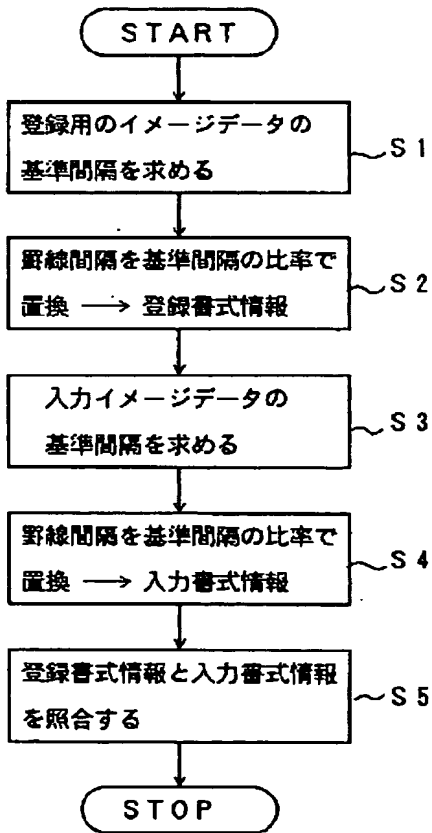 START
登録用のイメージデータの
基準間隔を求める
S1
罫線間隔を基準間隔の比率で
置換 → 登録書式情報
S2
入力イメージデータの
基準間隔を求める
S3
罫線間隔を基準間隔の比率で
置換 → 入力書式情報
S4
登録書式情報と入力書式情報
を照合する
S5
STOP